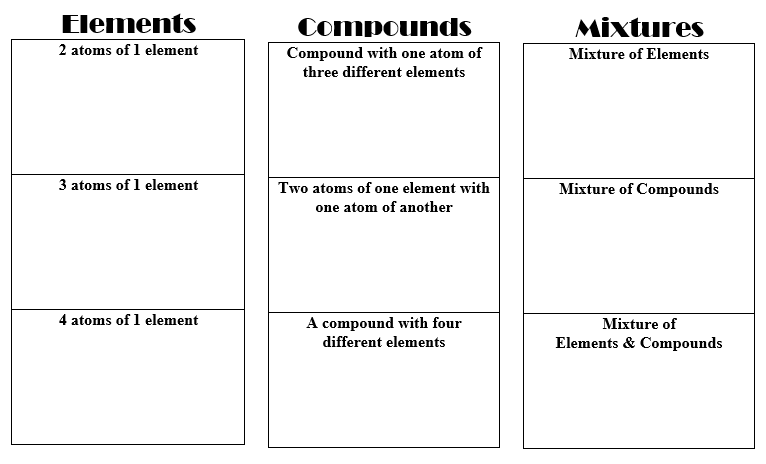 Elements
2 atoms of 1 element
3 atoms of 1 element
4 atoms of 1 element
Compounds
Compound with one atom of
three different elements
Two atoms of one element with
one atom of another
A compound with four
different elements
Mixtures
Mixture of Elements
Mixture of Compounds
Mixture of
Elements & Compounds